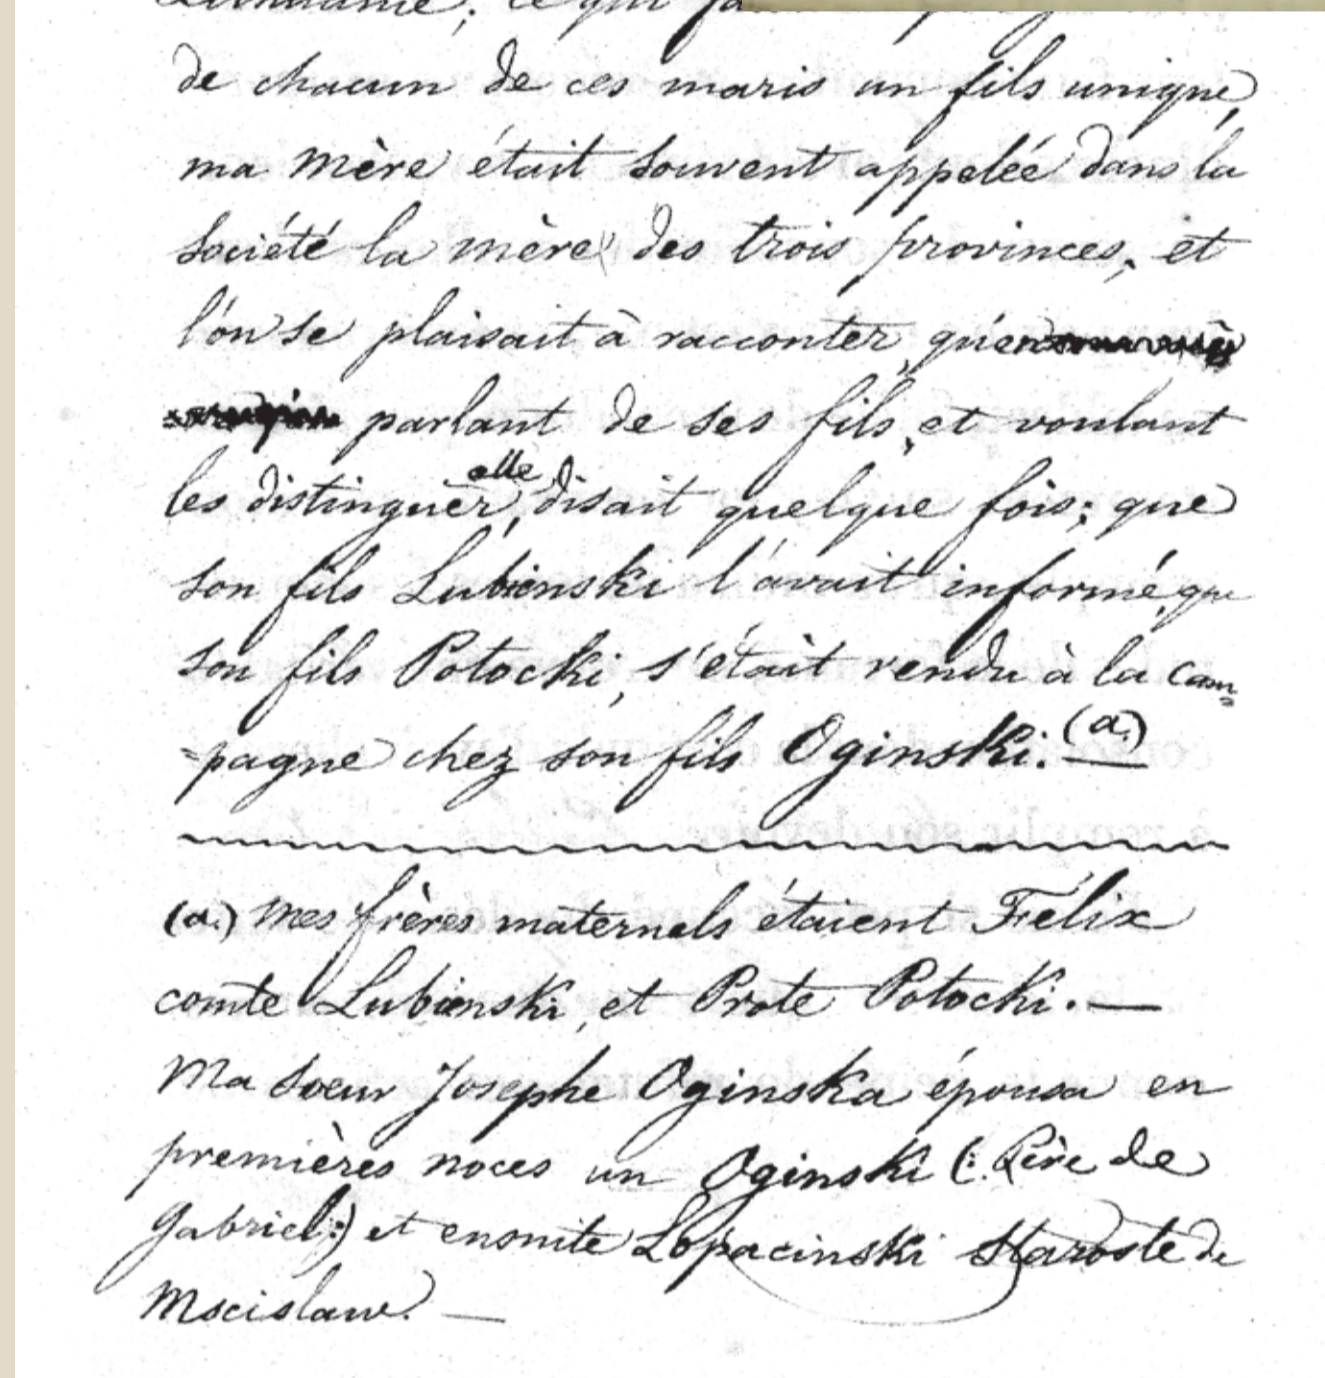 Lithuanie; ce qui
de chacun de ces maris un fils unique,
ma mère était souvent appelée dans la
société la mère des trois provinces, et
l'on se plaisait à racconter, qu'en
parlant de ses fils, et voulant
les distinguer, elle disait quelque fois; que
son fils Lubienski l'avait informé, que
son fils Potocki, s'était rendu à la cam=
=pagne chez son fils Oginski. (a.) —
(a.) Mes frères maternels étaient Félix
comte Lubienski, et Prote Potocki. —
Ma soeur Josephe Oginska épousa en
premières noces un Oginski (: Père de
Gabriel :) et ensuite Lopacinski Staroste de
Mscislaw. —